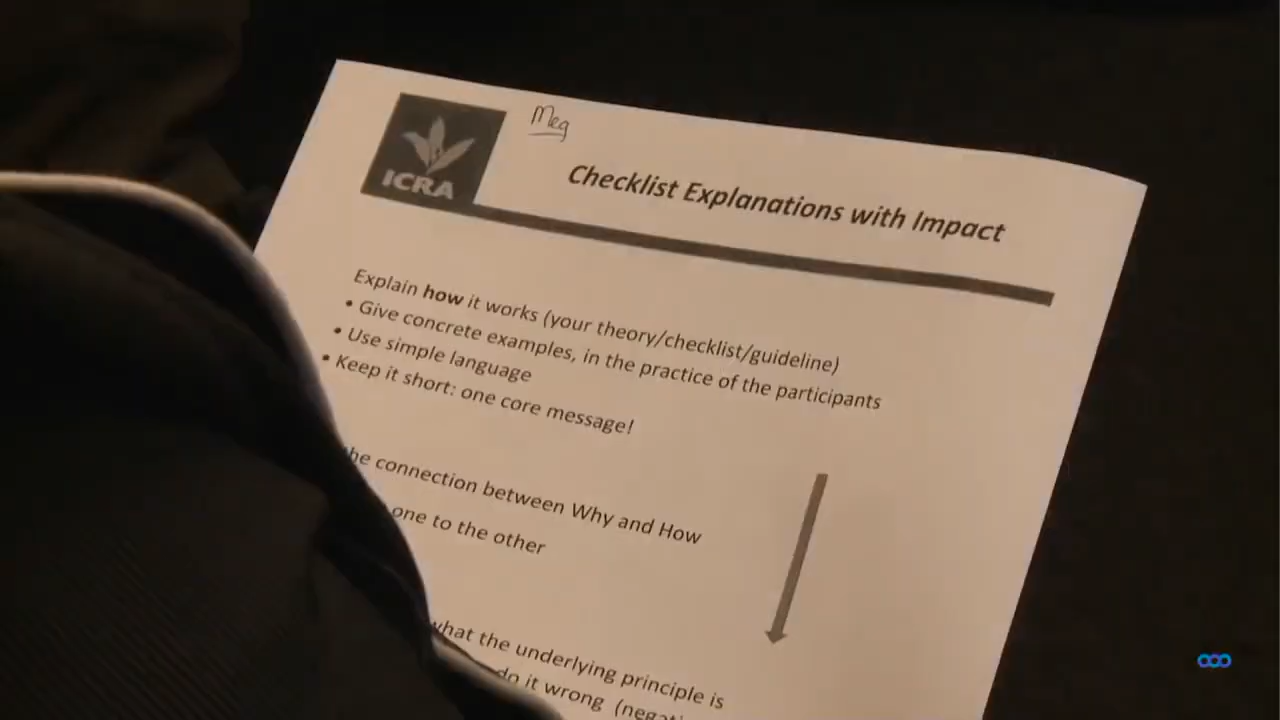 Meg
ICRA
Checklist Explanations with Impact
Explain how it works (your theory/checklist/guideline)
• Give concrete examples, in the practice of the participants
• Use simple language
• Keep it short: one core message!
the connection between Why and How
one to the other
what the underlying principle is
do it wrong